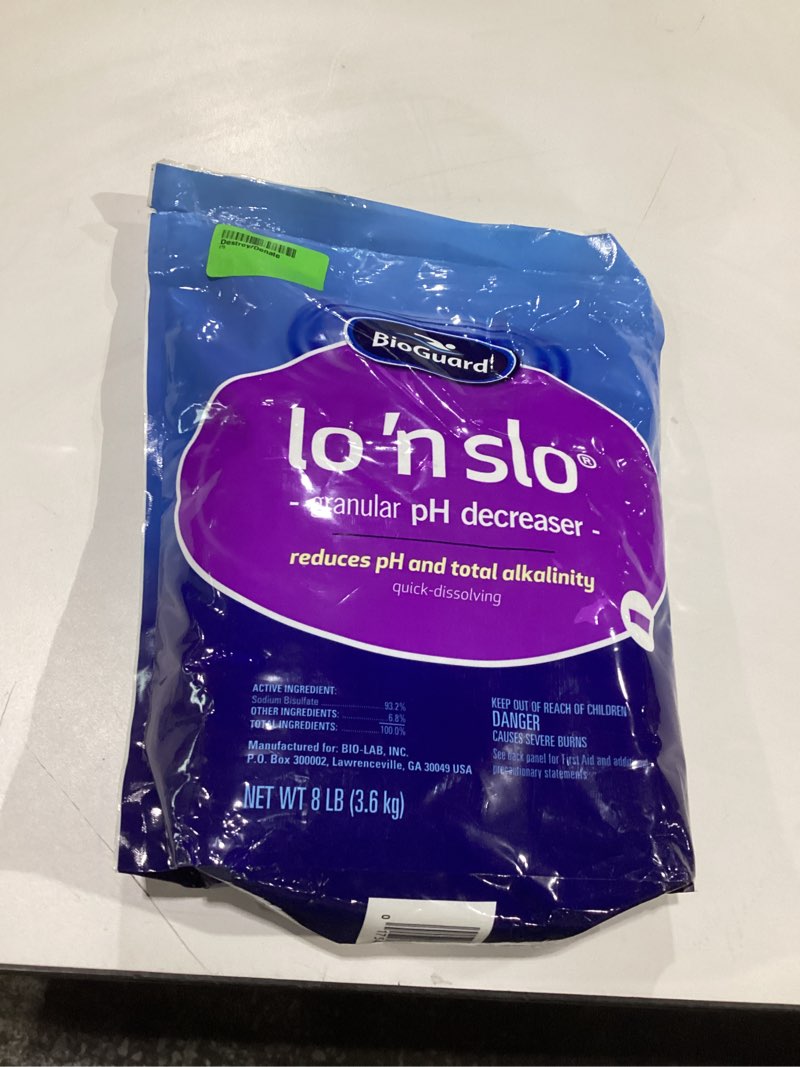 Destroy/Donate
BioGuard
lo 'n slo®
- granular pH decreaser -
reduces pH and total alkalinity
quick-dissolving
ACTIVE INGREDIENT:
Sodium Bisulfate 93.2%
OTHER INGREDIENTS: 6.8%
TOTAL INGREDIENTS: 100.0%
Manufactured for: BIO-LAB, INC.
P.O. Box 300002, Lawrenceville, GA 30049 USA
NET WT 8 LB (3.6 kg)
KEEP OUT OF REACH OF CHILDREN
DANGER
CAUSES SEVERE BURNS
See back panel for First Aid and
precautionary statements
0